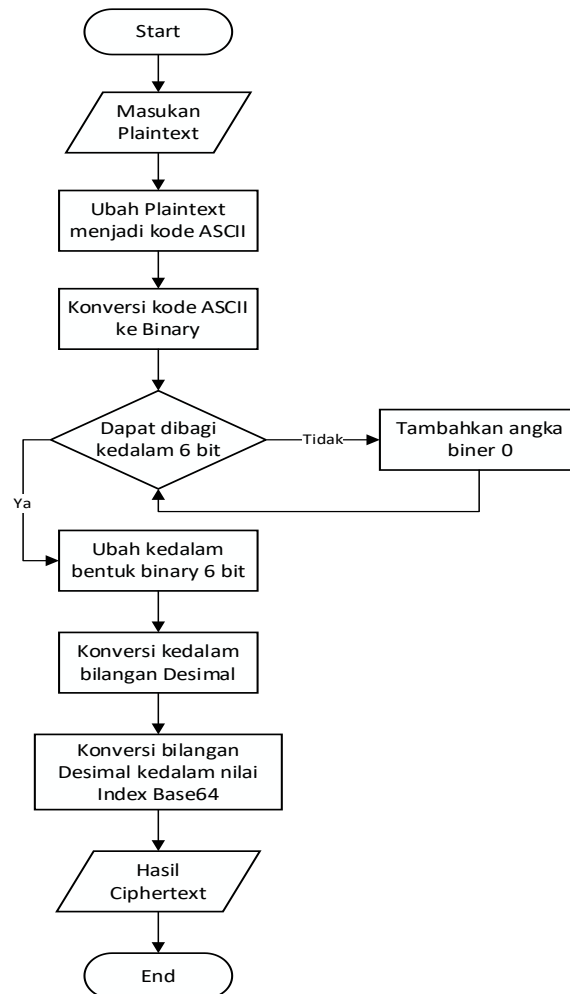 Start
Masukan
Plaintext
Ubah Plaintext
menjadi kode ASCII
Konversi kode ASCII
ke Binary
Dapat dibagi
kedalam 6 bit
Tidak
Tambahkan angka
biner 0
Ya
Ubah kedalam
bentuk binary 6 bit
Konversi kedalam
bilangan Desimal
Konversi bilangan
Desimal kedalam nilai
Index Base64
Hasil
Ciphertext
End